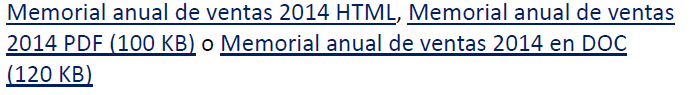 Memorial anual de ventas 2014 HTML, Memorial anual de ventas
2014 PDF (100 KB) o Memorial anual de ventas 2014 en DOC
(120 KB)